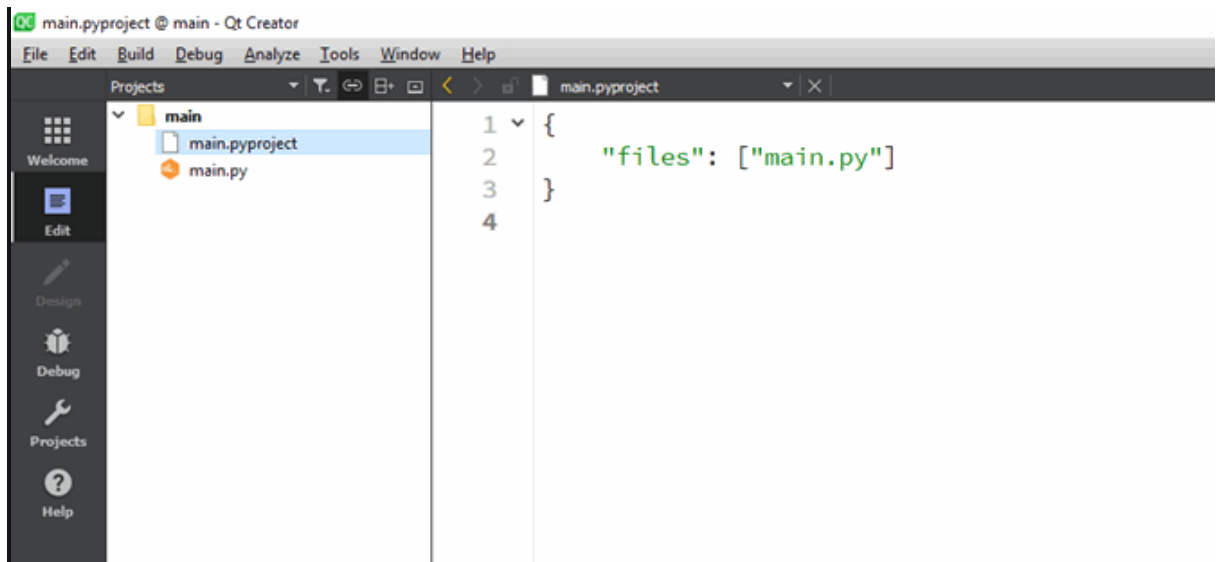 QC main.pyproject @ main - Qt Creator
File Edit Build Debug Analyze Tools Window Help
Projects main.pyproject
Welcome
Edit
Design
Debug
Projects
Help
main
main.pyproject
main.py
1 {
2 "files": ["main.py"]
3 }
4